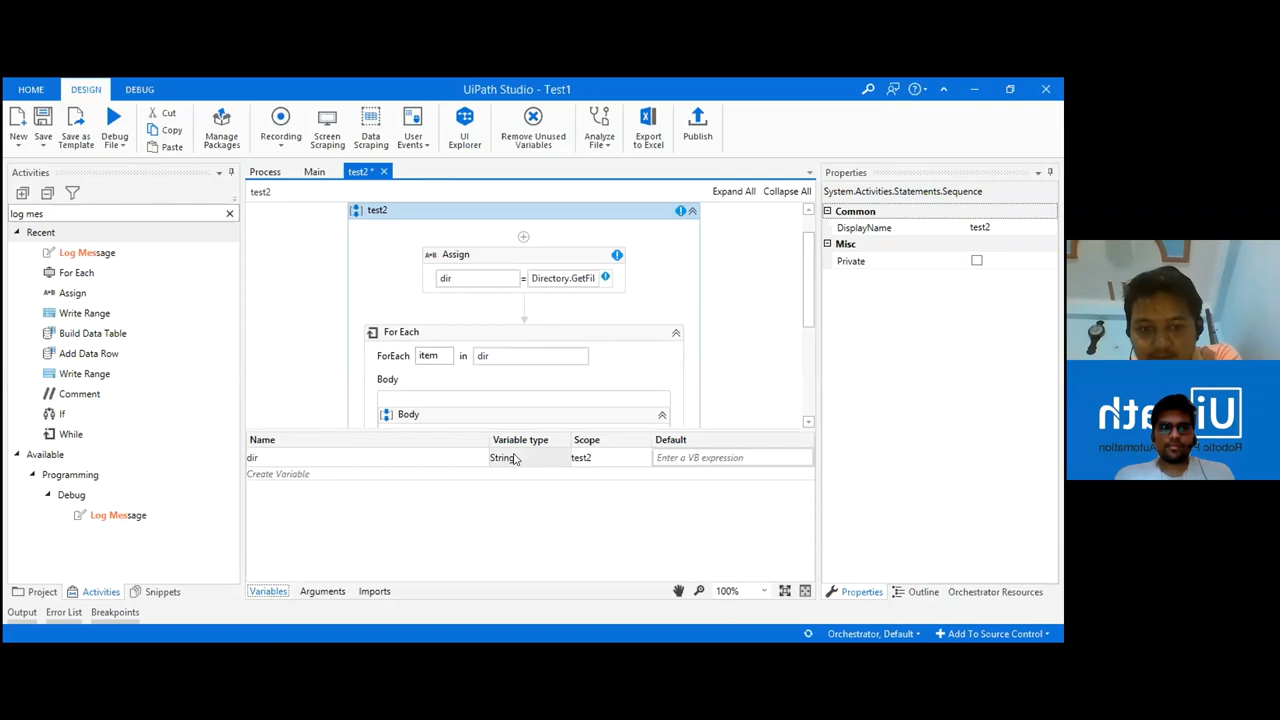 HOME DESIGN DEBUG UiPath Studio - Test1
New Save Save as Template Debug File Cut Copy Paste Manage Packages Recording Screen Scraping Data Scraping User Events UI Explorer Remove Unused Variables Analyze File Export to Excel Publish
Activities
log mes
Recent
Log Message
For Each
A+B Assign
Write Range
Build Data Table
Add Data Row
Write Range
// Comment
If
While
Available
Programming
Debug
Log Message
Project Activities Snippets
Process Main test2 *
test2 Expand All Collapse All
test2
A+B Assign
dir = Directory.GetFil
For Each
ForEach item in dir
Body
Body
Name Variable type Scope Default
dir String test2 Enter a VB expression
Create Variable
Variables Arguments Imports 100%
Properties
System.Activities.Statements.Sequence
Common
DisplayName test2
Misc
Private
Properties Outline Orchestrator Resources
Output Error List Breakpoints
Orchestrator, Default Add To Source Control
UiPath